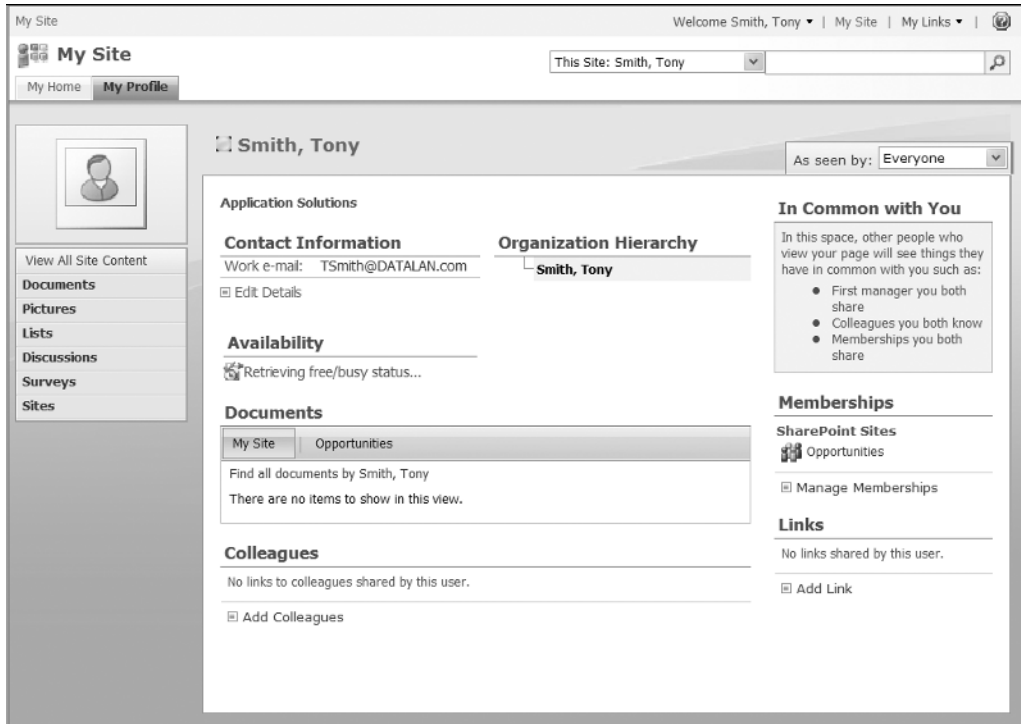 My Site
Welcome Smith, Tony | My Site | My Links |
My Site
This Site: Smith, Tony
My Home My Profile
Smith, Tony
As seen by: Everyone
View All Site Content
Documents
Pictures
Lists
Discussions
Surveys
Sites
Application Solutions
Contact Information
Work e-mail: TSmith@DATALAN.com
Edit Details
Organization Hierarchy
Smith, Tony
Availability
Retrieving free/busy status...
Documents
My Site Opportunities
Find all documents by Smith, Tony
There are no items to show in this view.
Colleagues
No links to colleagues shared by this user.
Add Colleagues
In Common with You
In this space, other people who
view your page will see things they
have in common with you such as:
● First manager you both
share
● Colleagues you both know
● Memberships you both
share
Memberships
SharePoint Sites
Opportunities
Manage Memberships
Links
No links shared by this user.
Add Link